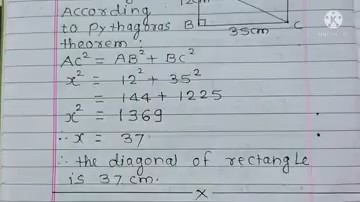 According
12cm
to pythagoras B 35cm C
theorem :
AC² = AB² + BC²
x² = 12² + 35²
= 144 + 1225
x² = 1369
∴ x = 37
∴ the diagonal of rectangle
is 37 cm.
x